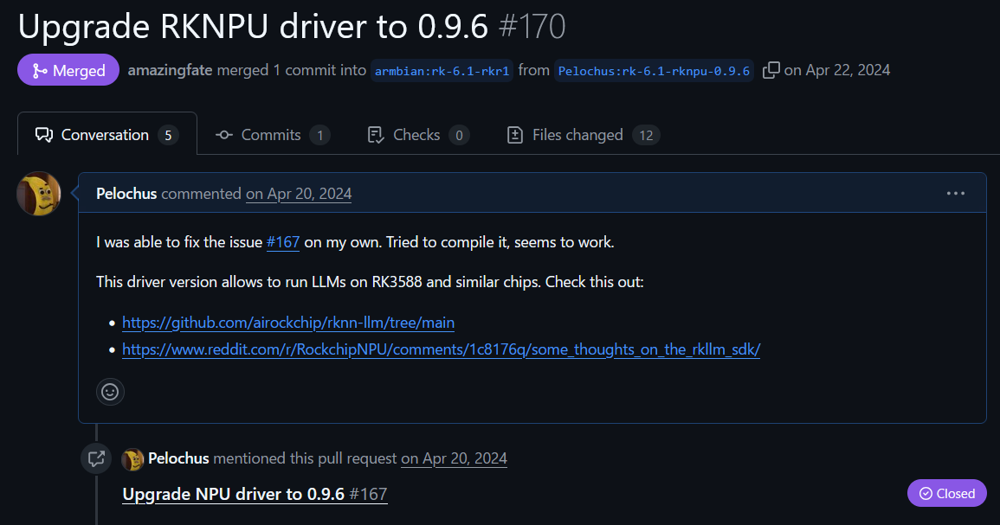 Upgrade RKNPU driver to 0.9.6 #170
Merged amazingfate merged 1 commit into armbian:rk-6.1-rkr1 from Pelochus:rk-6.1-rknpu-0.9.6 on Apr 22, 2024
Conversation 5 Commits 1 Checks 0 Files changed 12
Pelochus commented on Apr 20, 2024
I was able to fix the issue #167 on my own. Tried to compile it, seems to work.
This driver version allows to run LLMs on RK3588 and similar chips. Check this out:
• https://github.com/airockchip/rknn-llm/tree/main
• https://www.reddit.com/r/RockchipNPU/comments/1c8176q/some_thoughts_on_the_rkllm_sdk/
Pelochus mentioned this pull request on Apr 20, 2024
Upgrade NPU driver to 0.9.6 #167 Closed